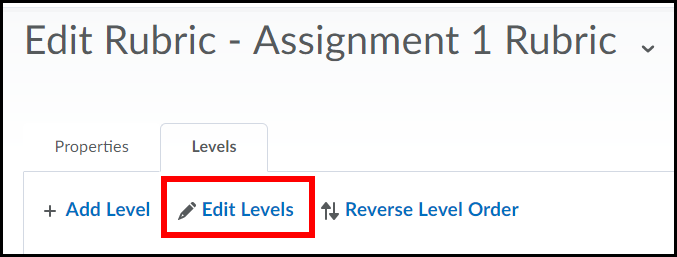 Edit Rubric - Assignment 1 Rubric
Properties Levels
+ Add Level Edit Levels Reverse Level Order